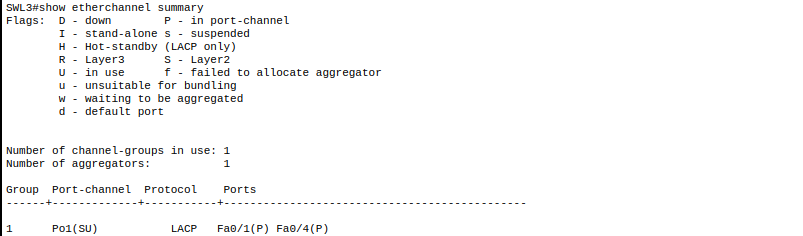 SWL3#show etherchannel summary
Flags:  D - down        P - in port-channel
        I - stand-alone s - suspended
        H - Hot-standby (LACP only)
        R - Layer3      S - Layer2
        U - in use      f - failed to allocate aggregator
        u - unsuitable for bundling
        w - waiting to be aggregated
        d - default port
Number of channel-groups in use: 1
Number of aggregators:           1
Group  Port-channel  Protocol    Ports
------+-------------+-----------+----------------------------------------------
1      Po1(SU)           LACP   Fa0/1(P) Fa0/4(P)